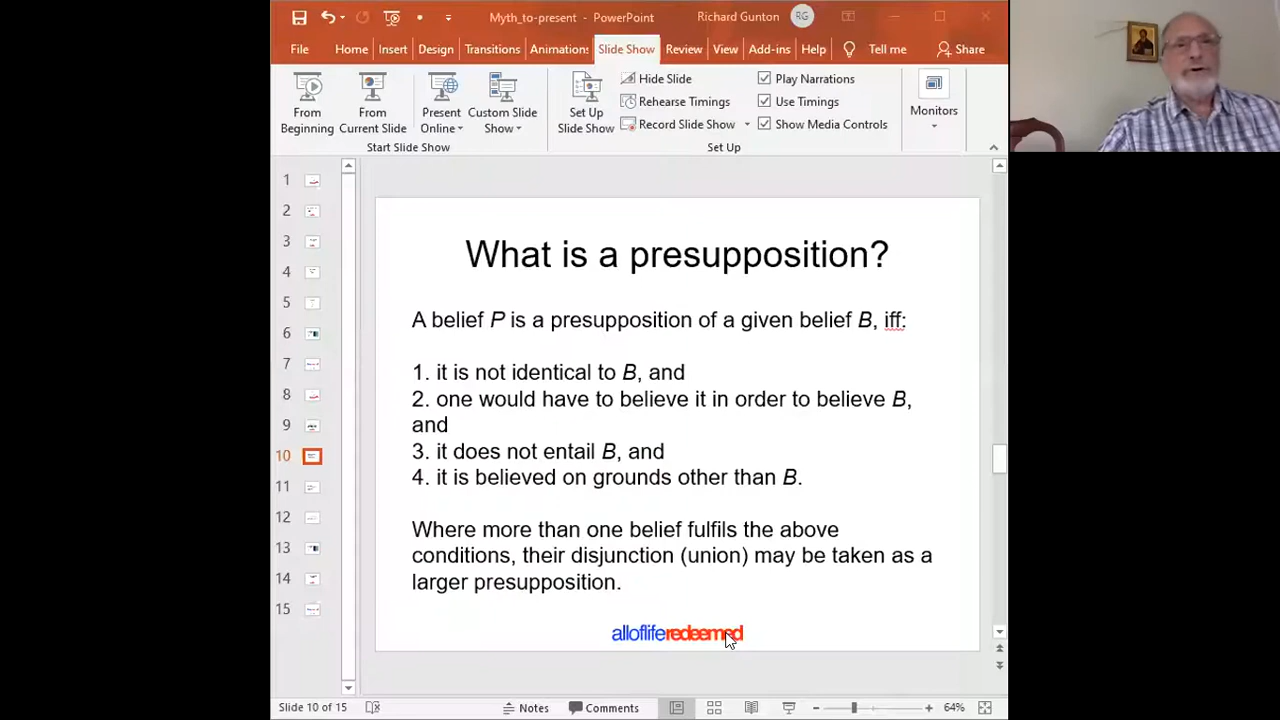 Myth_to-present - PowerPoint
Richard Gunton
RG
File Home Insert Design Transitions Animations Slide Show Review View Add-ins Help Tell me Share
From Beginning
From Current Slide
Present Online
Custom Slide Show
Start Slide Show
Set Up Slide Show
Hide Slide
Rehearse Timings
Record Slide Show
Play Narrations
Use Timings
Show Media Controls
Set Up
Monitors
1
2
3
4
5
6
7
8
9
10
11
12
13
14
15
What is a presupposition?
A belief P is a presupposition of a given belief B, iff:
1. it is not identical to B, and
2. one would have to believe it in order to believe B,
and
3. it does not entail B, and
4. it is believed on grounds other than B.
Where more than one belief fulfils the above
conditions, their disjunction (union) may be taken as a
larger presupposition.
allofliferedeemed
Slide 10 of 15
Notes
Comments
64%